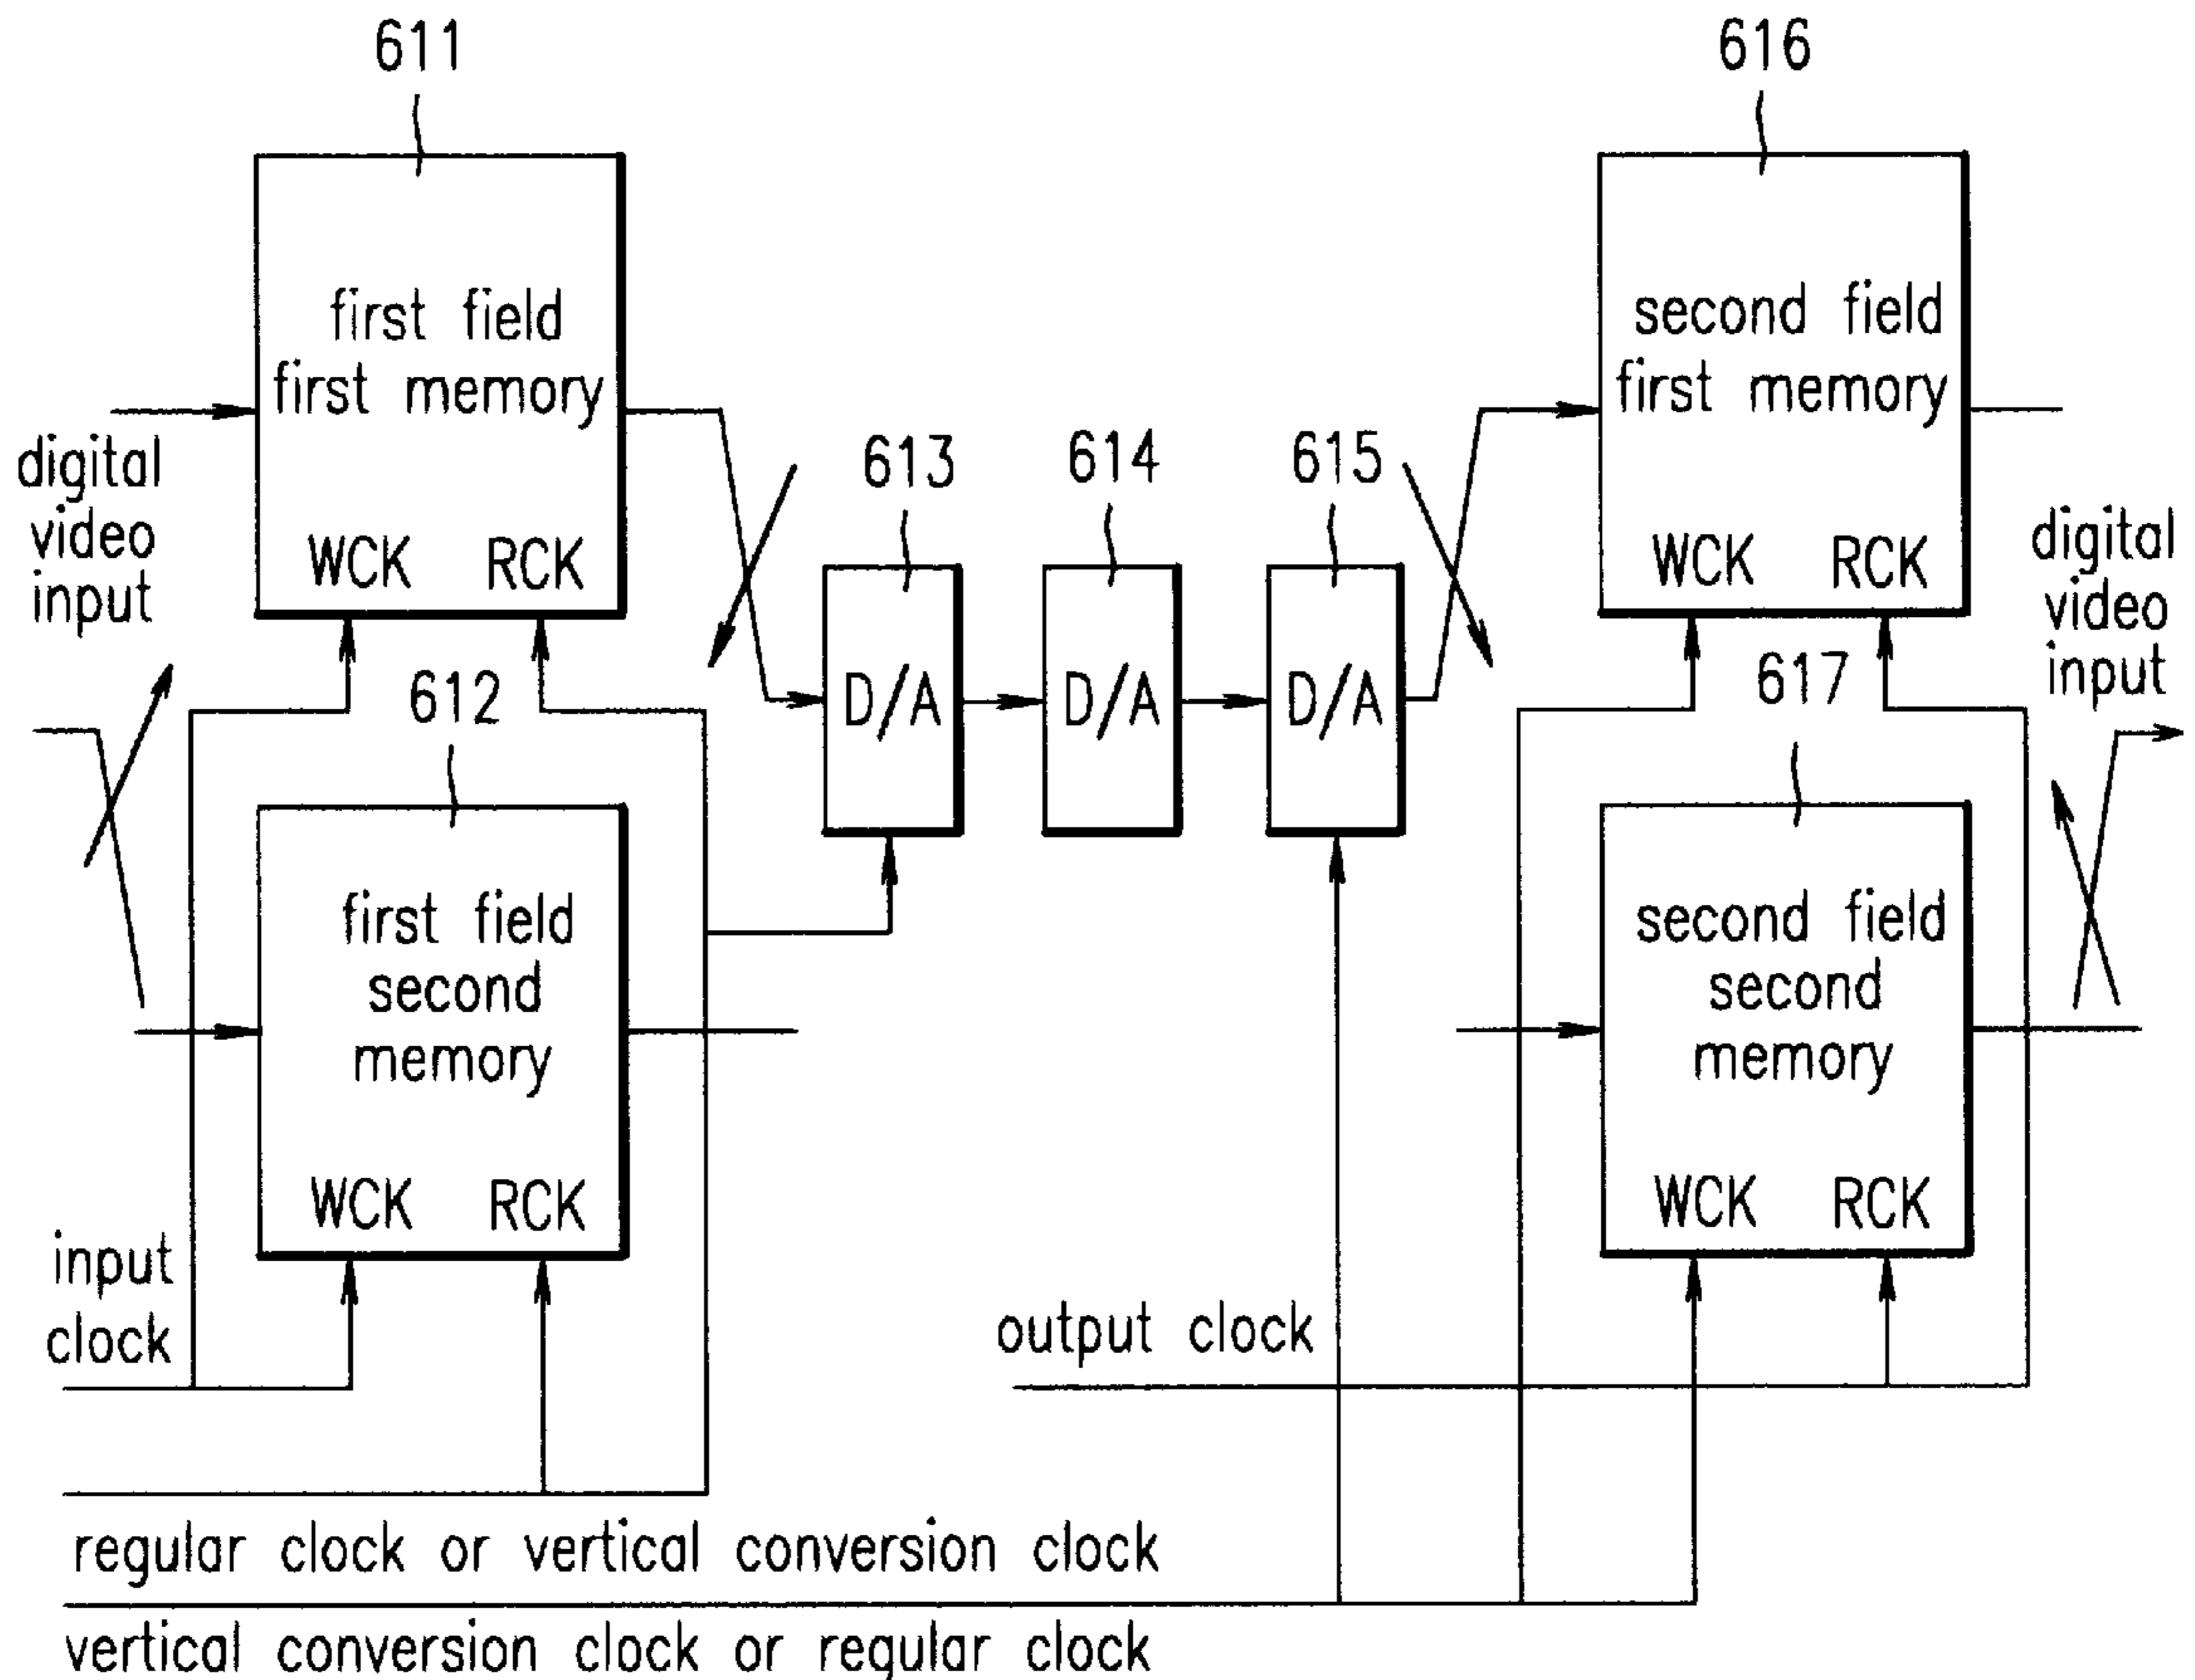 611
616
first field
first memory
WCK RCK
digital
video
input
613
614
615
D/A
D/A
D/A
second field
first memory
WCK RCK
digital
video
input
612
first field
second
memory
WCK RCK
617
second field
second
memory
WCK RCK
input
clock
output clock
regular clock or vertical conversion clock
vertical conversion clock or regular clock